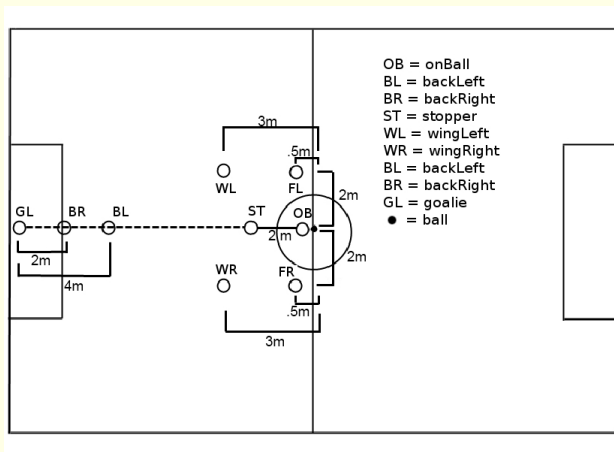 OB = onBall
BL = backLeft
BR = backRight
ST = stopper
WL = wingLeft
WR = wingRight
BL = backLeft
BR = backRight
GL = goalie
● = ball
3m
.5m
WL
FL
2m
GL
BR
BL
ST
OB
2 m
2m
2m
4m
WR
FR
.5m
3m